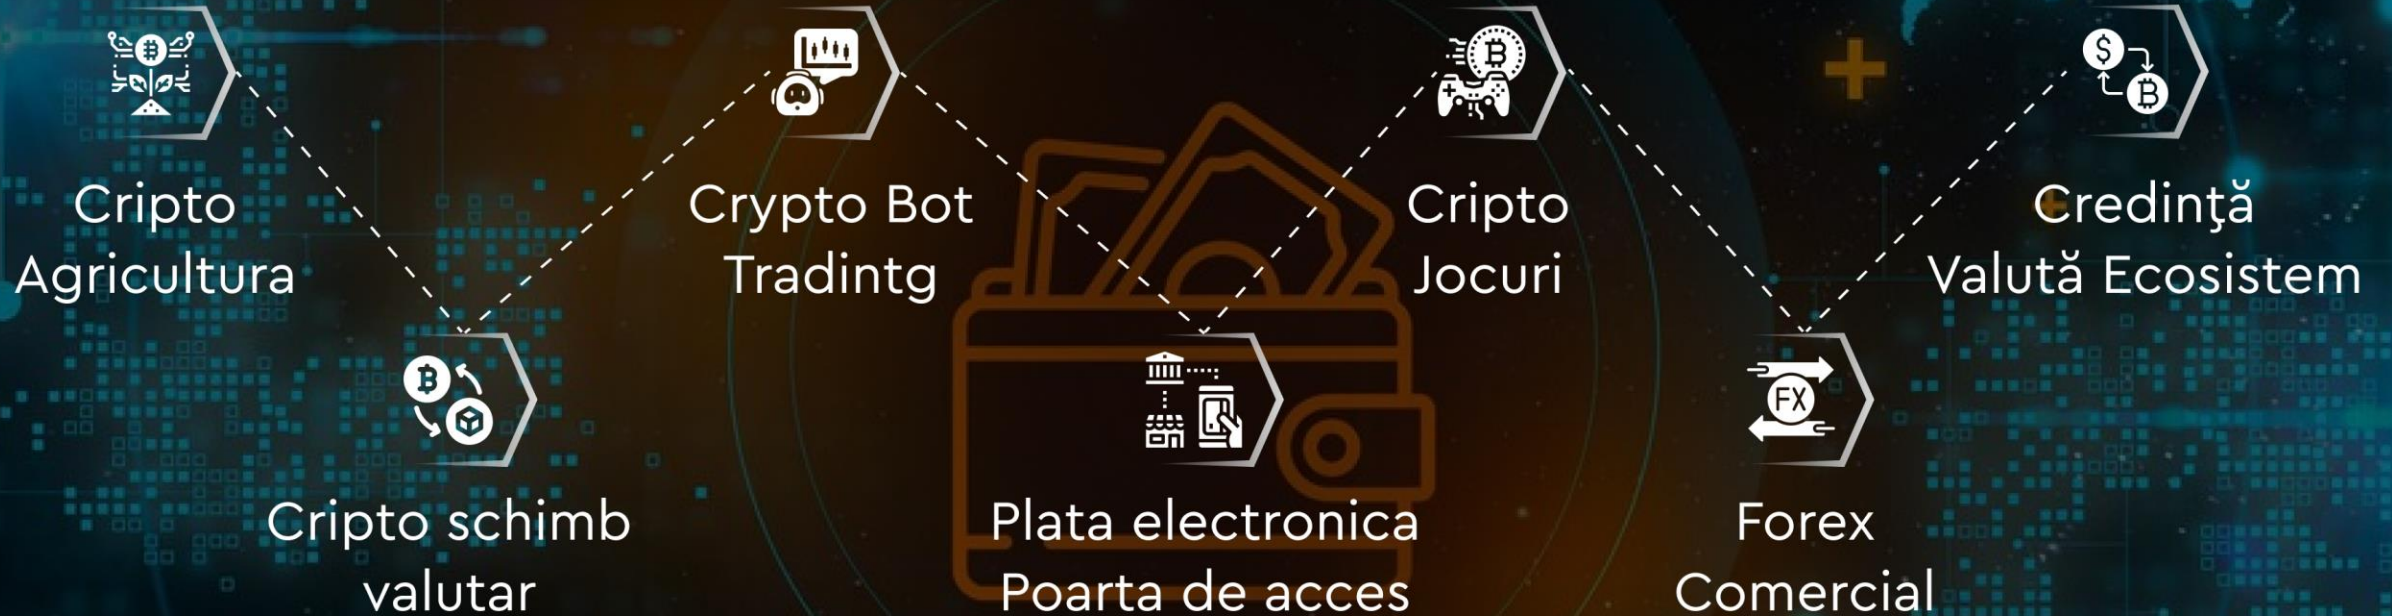 Cripto
Agricultura
Cripto schimb
valutar
Crypto Bot
Tradintg
Plata electronica
Poarta de acces
Cripto
Jocuri
FX
Forex
Comercial
Credinţă
Valută Ecosistem